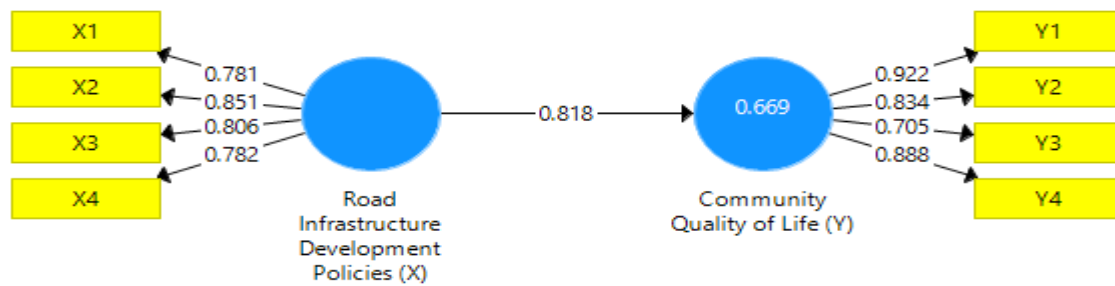 X1
X2
X3
X4
0.781
0.851
0.806
0.782
Road
Infrastructure
Development
Policies (X)
0.818
0.669
Community
Quality of Life (Y)
0.922
0.834
0.705
0.888
Y1
Y2
Y3
Y4